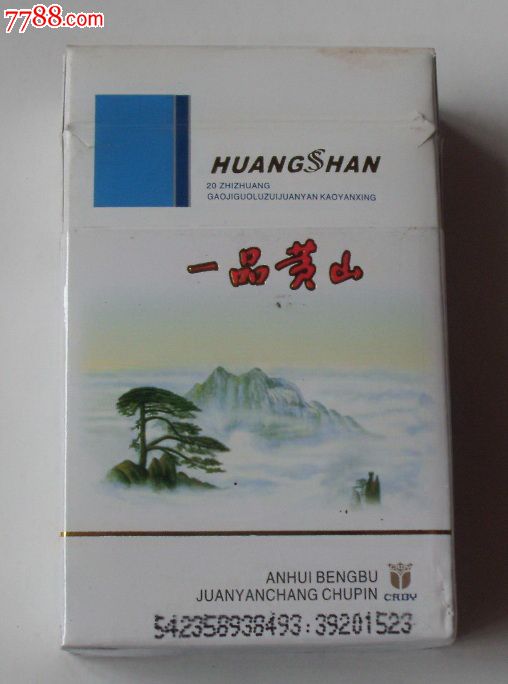 7788.com
HUANGSHAN
20 ZHIZHUANG
GAOJIGUOLUZUIJUANYAN KAOYANXING
一品黄山
ANHUI BENGBU
JUANYANCHANG CHUPIN
CRBY
542358938493:39201523